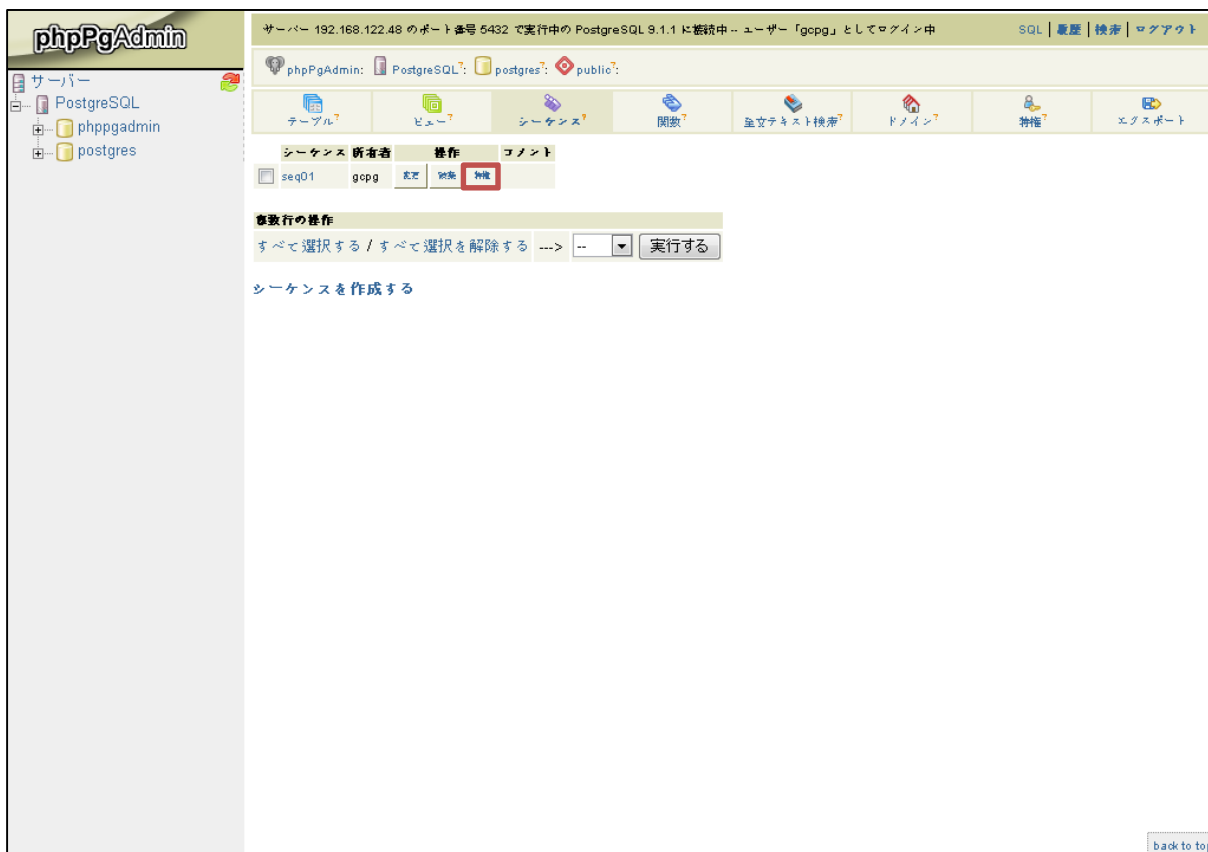 phpPgAdmin
サーバー
PostgreSQL
phppgadmin
postgres
サーバー 192.168.122.48 のポート番号 5432 で実行中の PostgreSQL 9.1.1 に接続中 -- ユーザー「gcpg」としてログイン中
SQL | 履歴 | 検索 | ログアウト
phpPgAdmin: PostgreSQL?: postgres?: public?:
テーブル? ビュー? シーケンス? 関数? 全文テキスト検索? ドメイン? 特権? エクスポート
シーケンス 所有者 操作 コメント
seq01 gcpg 変更 破棄 特権
複数行の操作
すべて選択する / すべて選択を解除する ---> -- 実行する
シーケンスを作成する
back to top